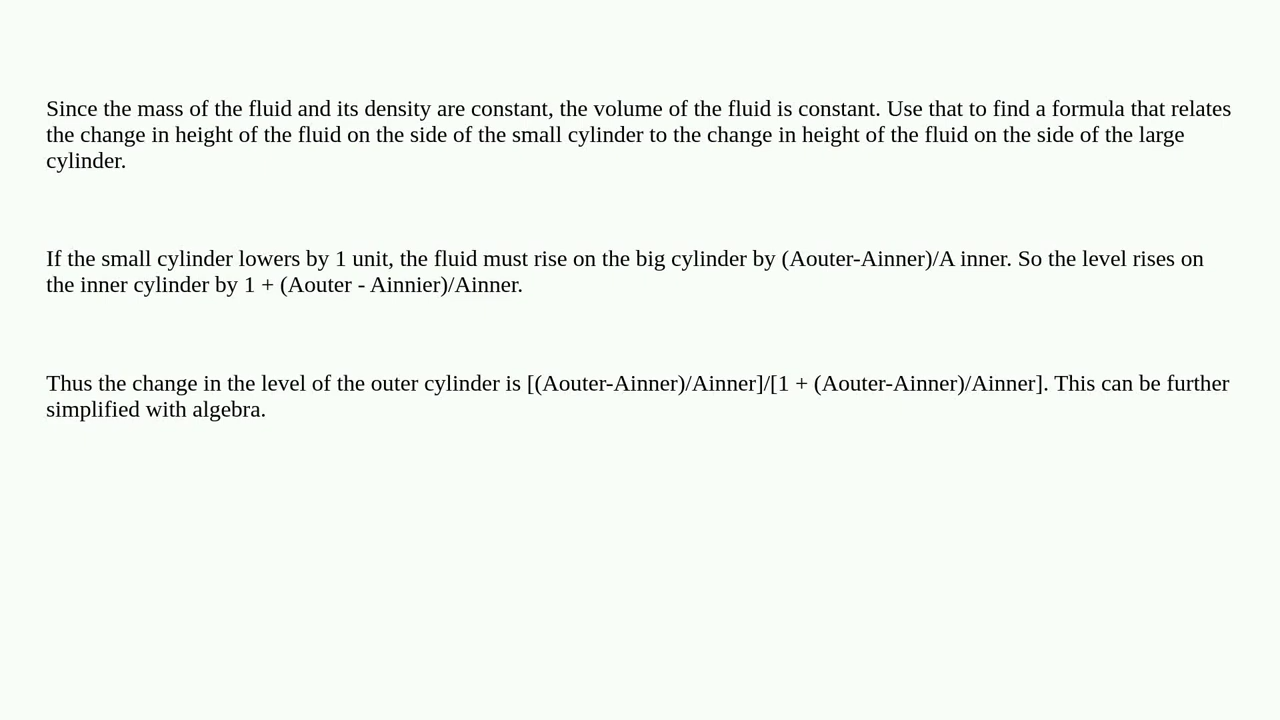 Since the mass of the fluid and its density are constant, the volume of the fluid is constant. Use that to find a formula that relates
the change in height of the fluid on the side of the small cylinder to the change in height of the fluid on the side of the large
cylinder.
If the small cylinder lowers by 1 unit, the fluid must rise on the big cylinder by (Aouter-Ainner)/A inner. So the level rises on
the inner cylinder by 1 + (Aouter - Ainnier)/Ainner.
Thus the change in the level of the outer cylinder is [(Aouter-Ainner)/Ainner]/[1 + (Aouter-Ainner)/Ainner]. This can be further
simplified with algebra.